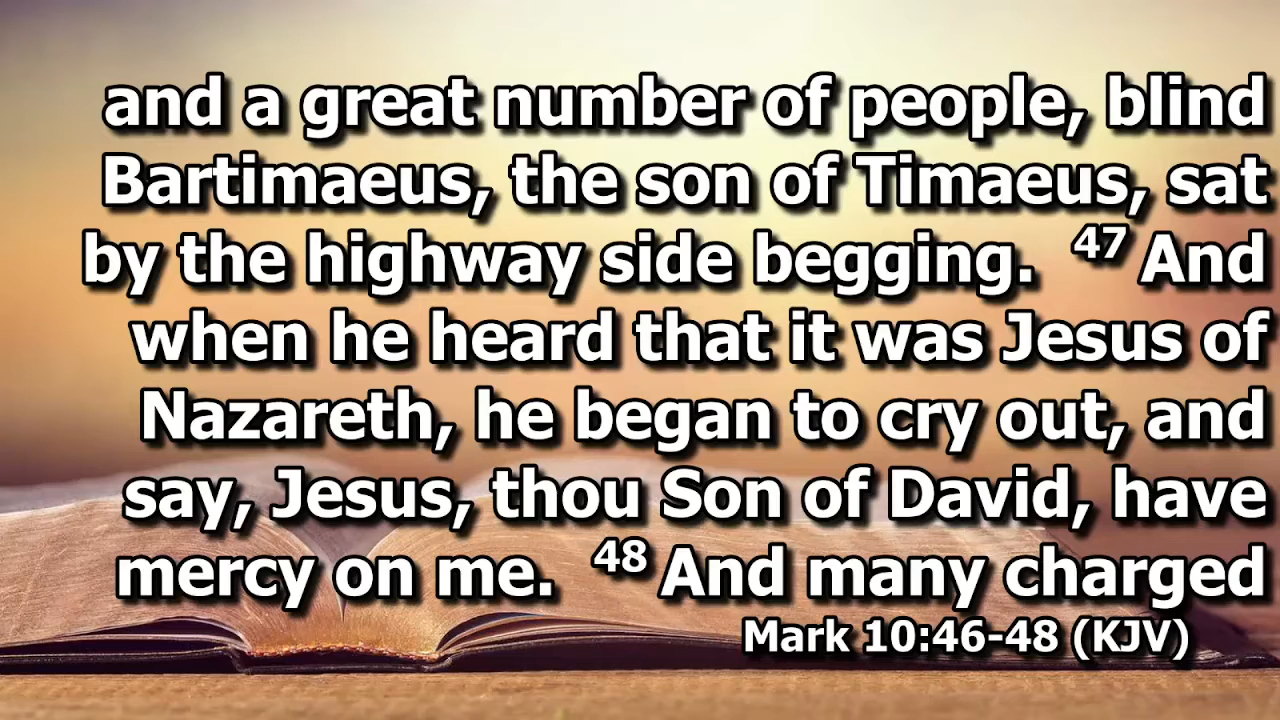 and a great number of people, blind
Bartimaeus, the son of Timaeus, sat
by the highway side begging. 47 And
when he heard that it was Jesus of
Nazareth, he began to cry out, and
say, Jesus, thou Son of David, have
mercy on me. 48 And many charged
Mark 10:46-48 (KJV)